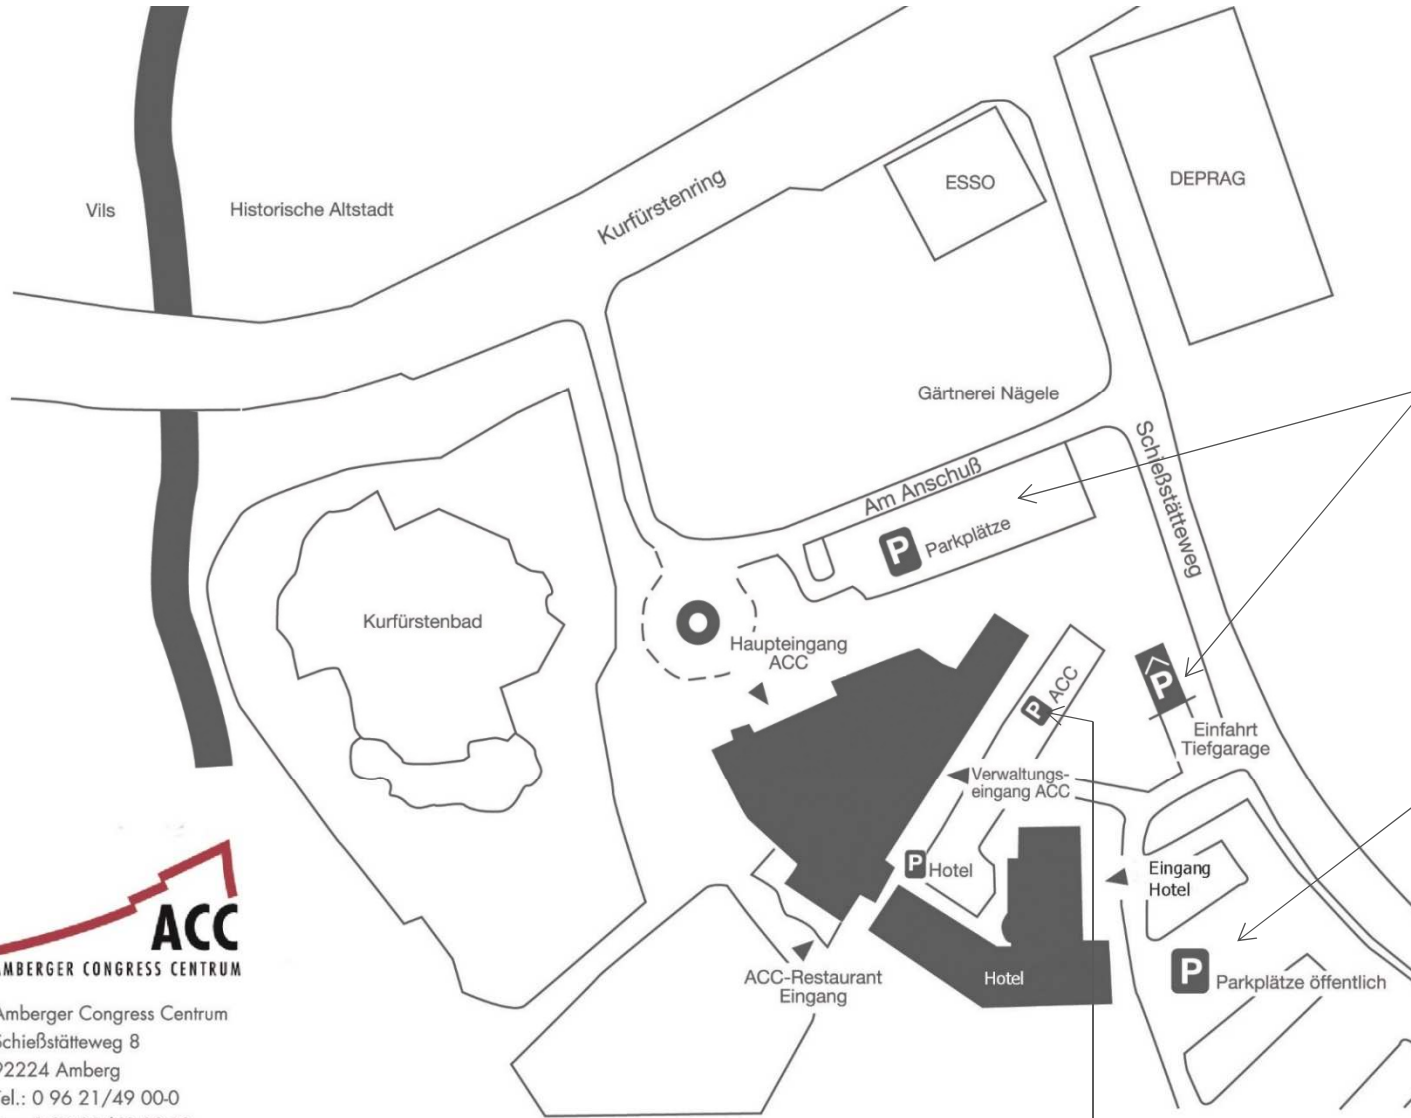 Vils
Historische Altstadt
Kurfürstenring
ESSO
DEPRAG
Gärtnerei Nägele
Am Anschuß
Schießstätteweg
P Parkplätze
Kurfürstenbad
Haupteingang
ACC
P ACC
P
Einfahrt
Tiefgarage
Verwaltungs-
eingang ACC
P Hotel
Eingang
Hotel
ACC-Restaurant
Eingang
Hotel
P Parkplätze öffentlich
ACC
AMBERGER CONGRESS CENTRUM
Amberger Congress Centrum
Schießstätteweg 8
92224 Amberg
Tel.: 0 96 21/49 00-0